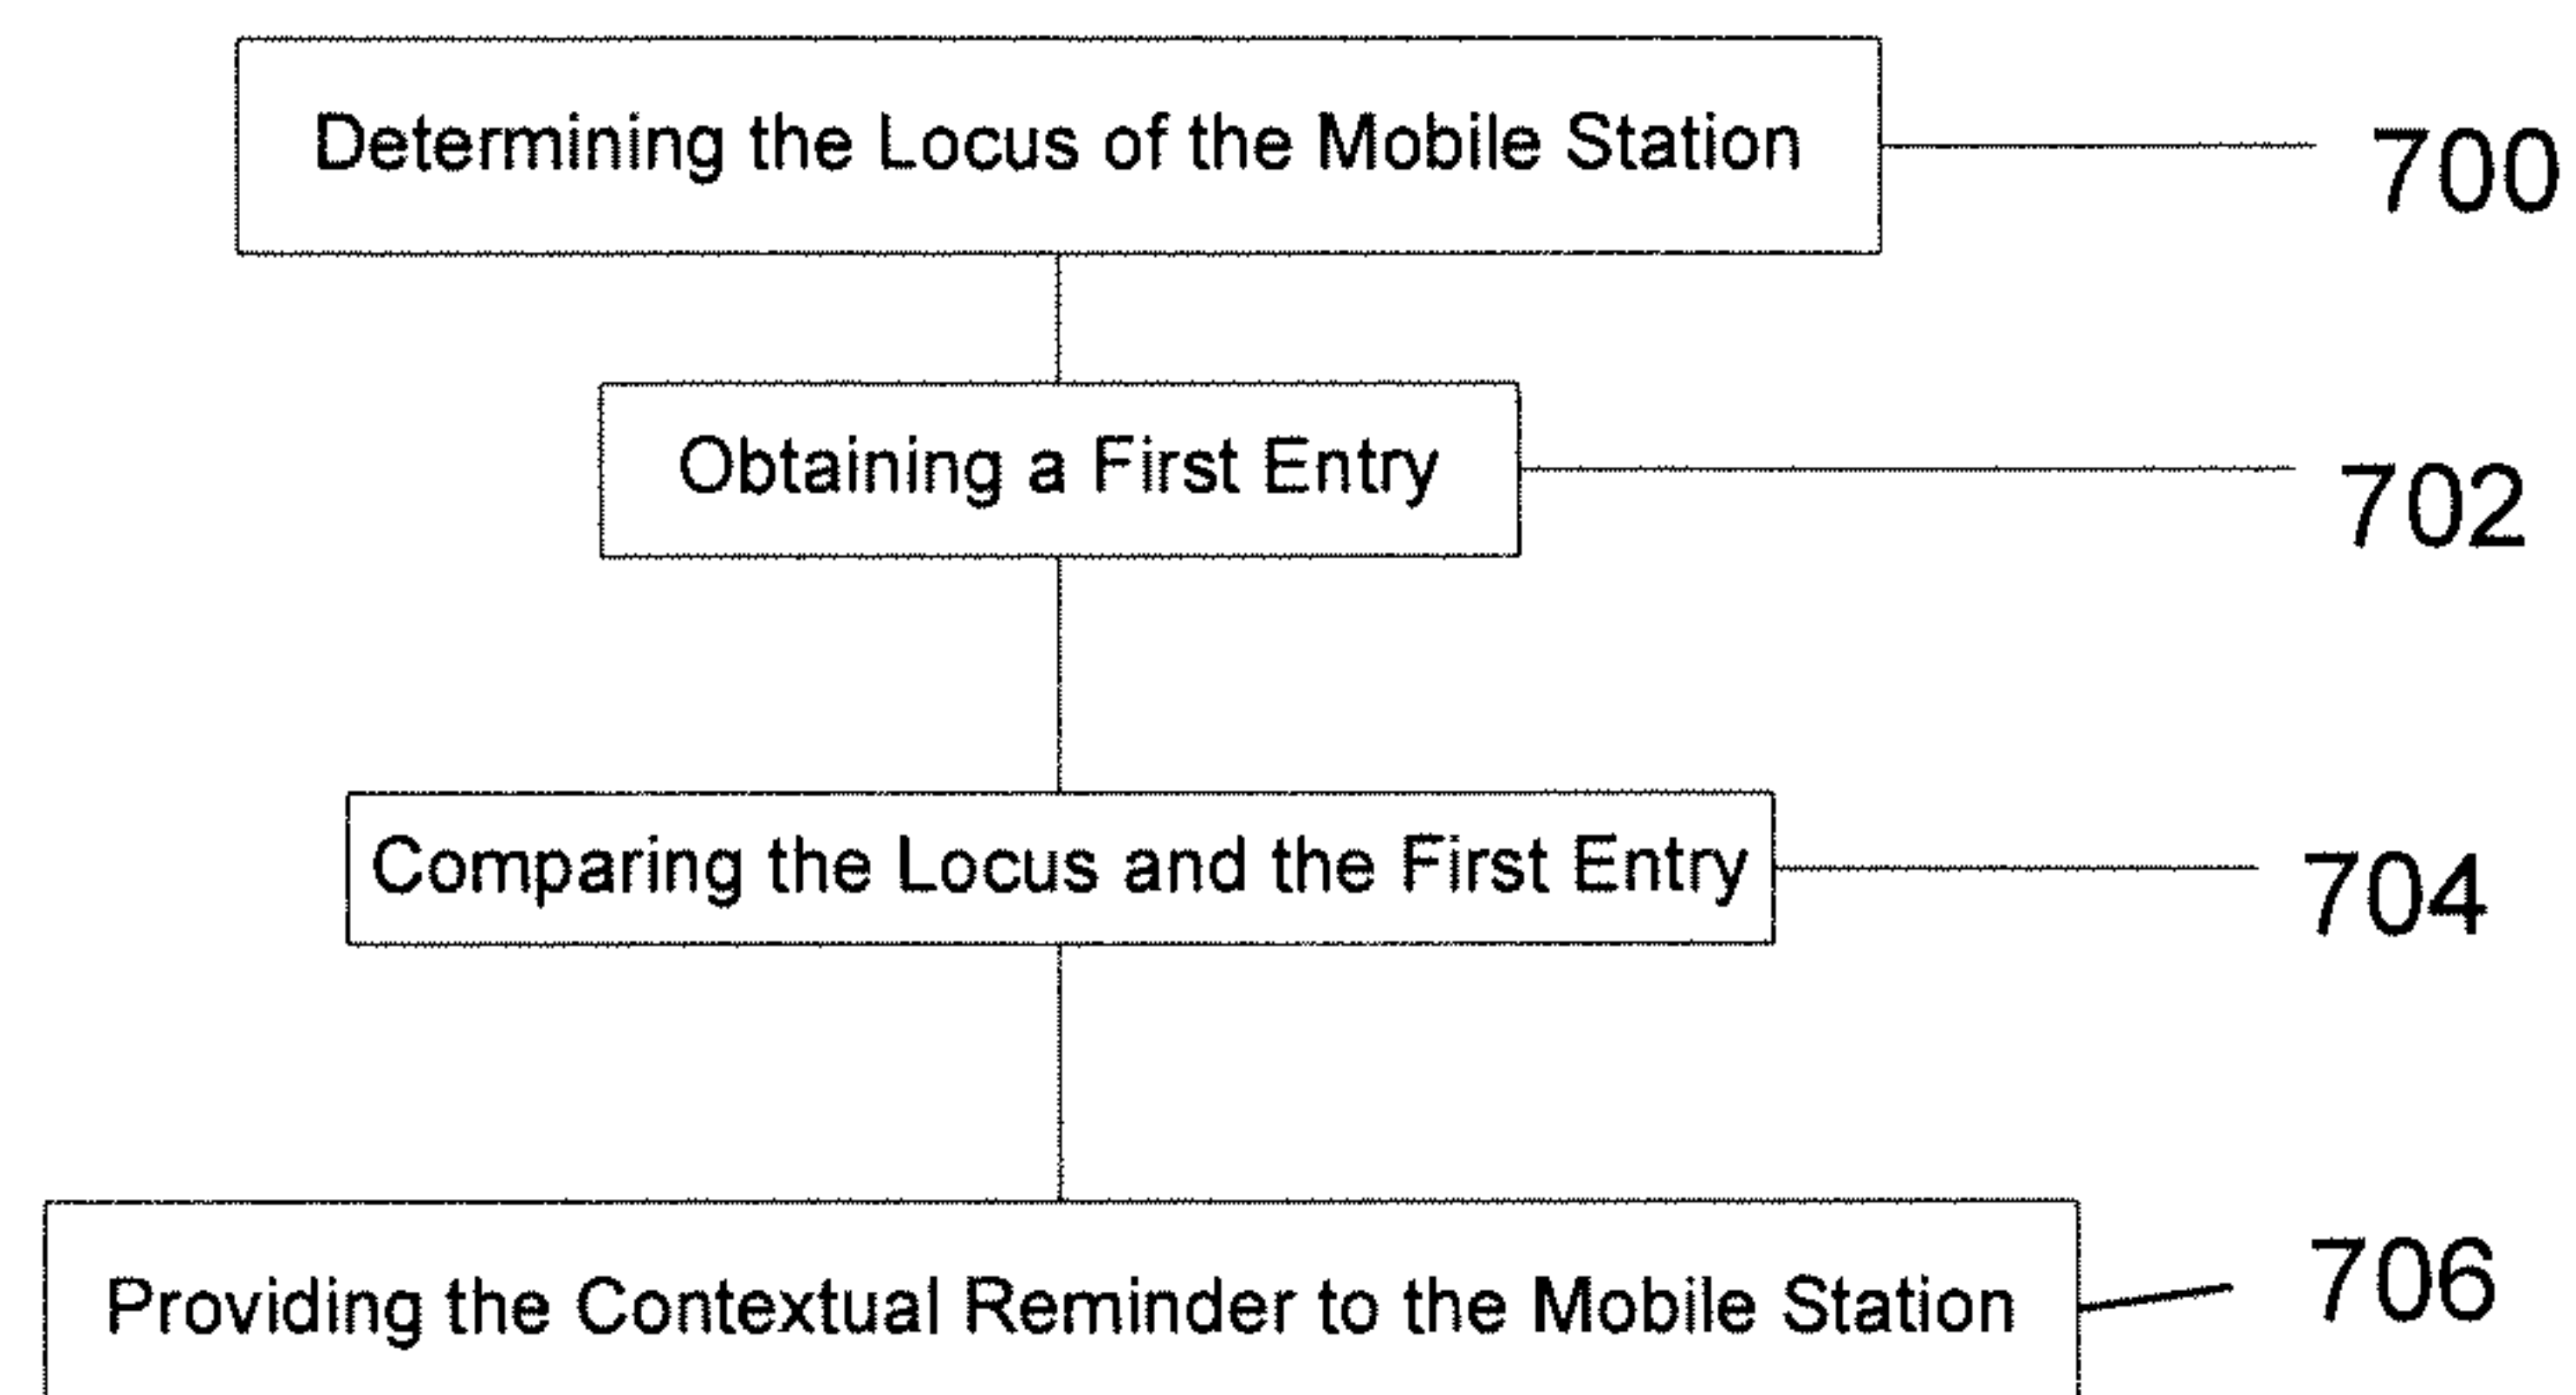 Determining the Locus of the Mobile Station
700
Obtaining a First Entry
702
Comparing the Locus and the First Entry
704
Providing the Contextual Reminder to the Mobile Station
706